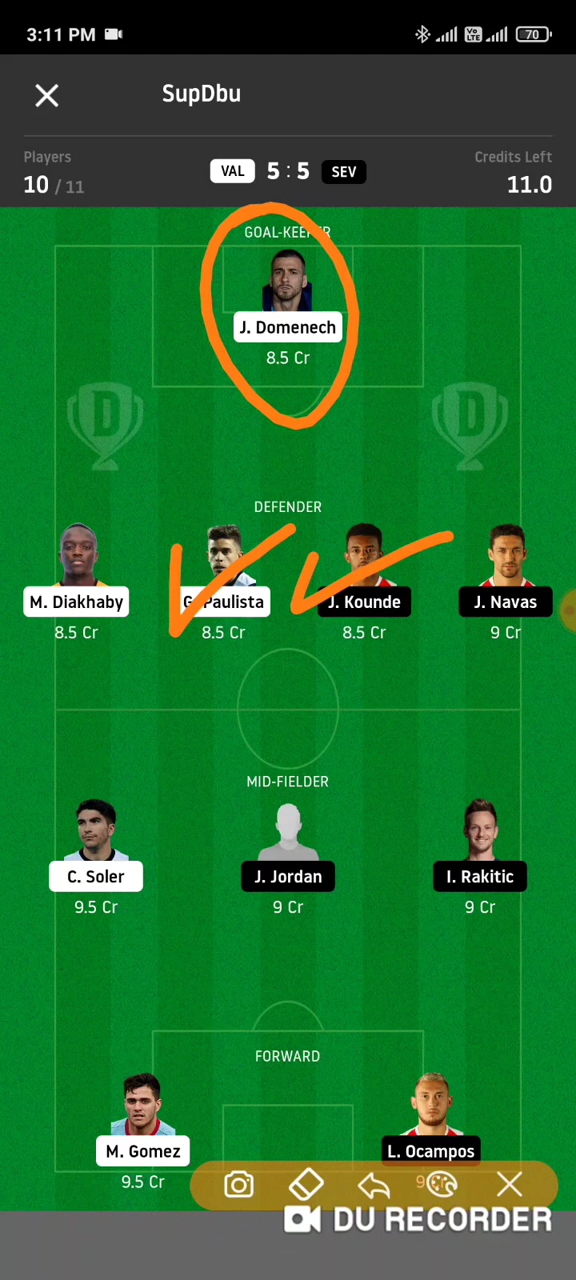 3:11 PM
Vo LTE
70
SupDbu
Players
10 / 11
VAL 5 : 5 SEV
Credits Left
11.0
GOAL-KEEPER
J. Domenech
8.5 Cr
D
D
DEFENDER
M. Diakhaby
G. Paulista
J. Kounde
J. Navas
8.5 Cr
8.5 Cr
8.5 Cr
9 Cr
MID-FIELDER
C. Soler
J. Jordan
I. Rakitic
9.5 Cr
9 Cr
9 Cr
FORWARD
M. Gomez
L. Ocampos
9.5 Cr
DU RECORDER